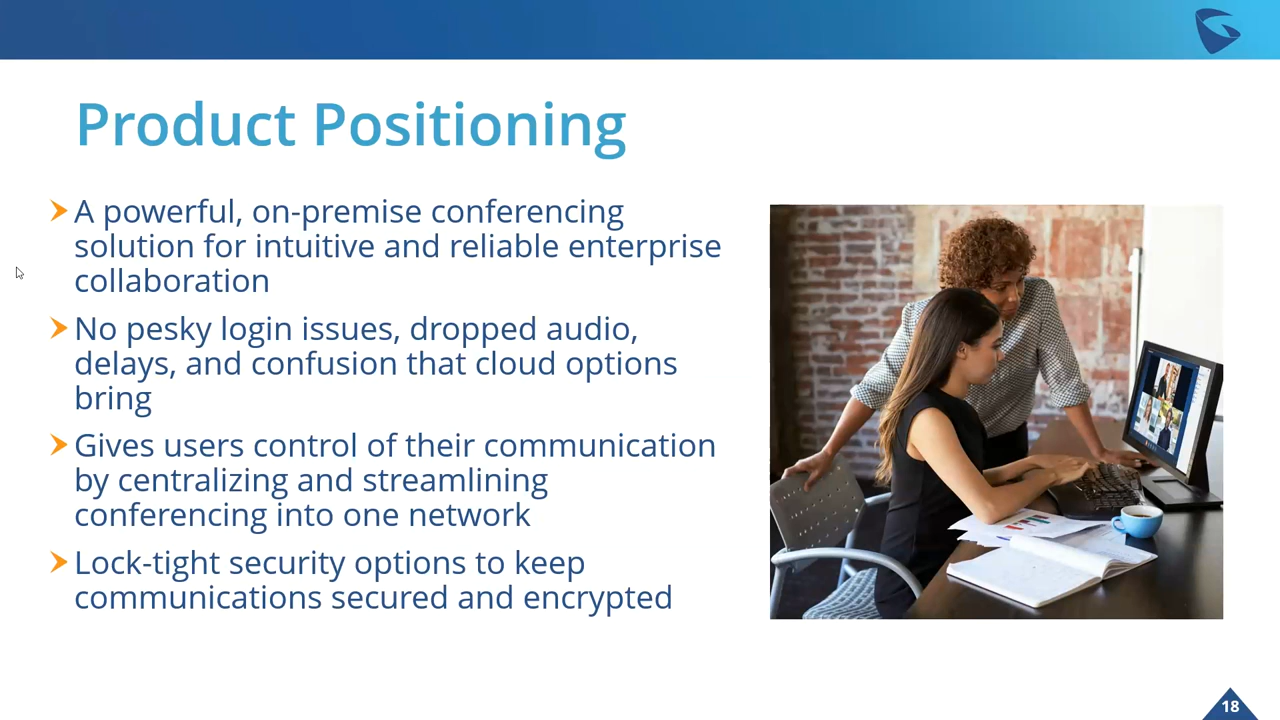 Product Positioning
A powerful, on-premise conferencing
solution for intuitive and reliable enterprise
collaboration
No pesky login issues, dropped audio,
delays, and confusion that cloud options
bring
Gives users control of their communication
by centralizing and streamlining
conferencing into one network
Lock-tight security options to keep
communications secured and encrypted
18